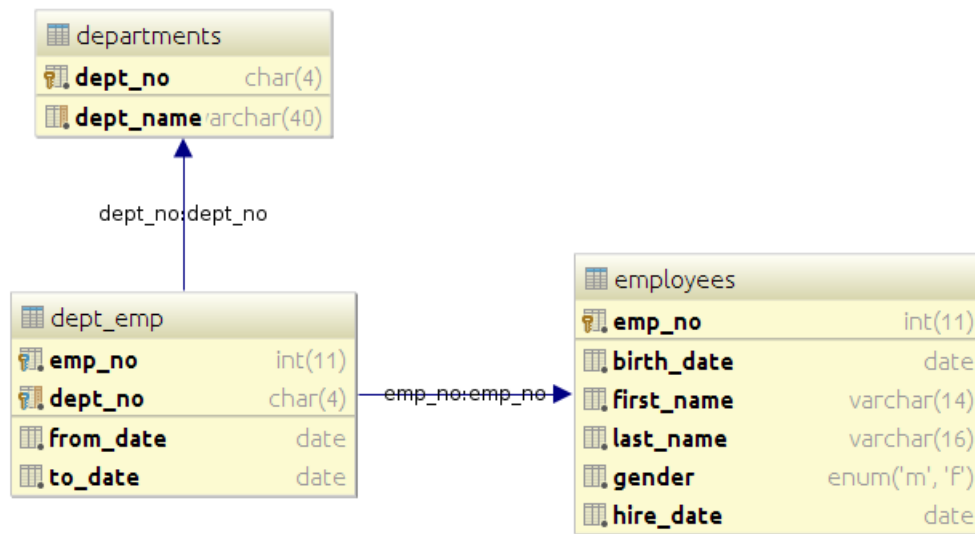 departments
dept_no char(4)
dept_name varchar(40)
dept_no:dept_no
dept_emp
emp_no int(11)
dept_no char(4)
from_date date
to_date date
emp_no:emp_no
employees
emp_no int(11)
birth_date date
first_name varchar(14)
last_name varchar(16)
gender enum('m', 'f')
hire_date date